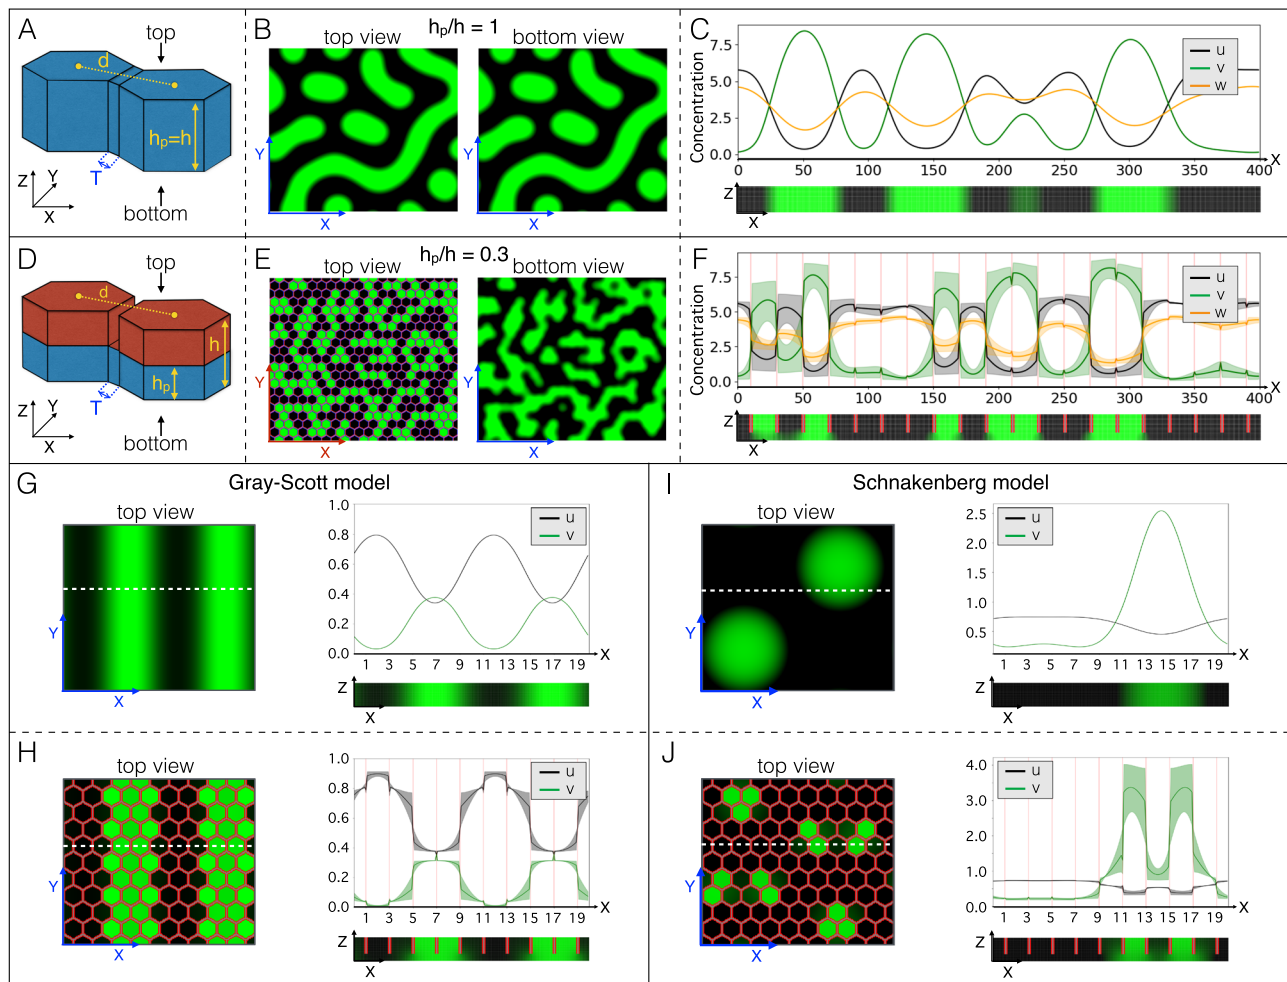 A
top
d
hp=h
T
Z
Y
X
bottom
B
hp/h = 1
top view
bottom view
Y
X
X
C
Concentration
7.5
5.0
2.5
0.0
u
v
w
0 50 100 150 200 250 300 350 400
X
Z
X
D
top
d
h
hp
T
Z
Y
X
bottom
E
hp/h = 0.3
top view
bottom view
Y
X
Y
X
F
Concentration
7.5
5.0
2.5
0.0
u
v
w
0 50 100 150 200 250 300 350 400
X
Z
X
G
Gray-Scott model
top view
Y
X
1.0
0.8
0.6
0.4
0.2
0.0
u
v
1 3 5 7 9 11 13 15 17 19
X
Z
X
I
Schnakenberg model
top view
Y
X
2.5
2.0
1.5
1.0
0.5
u
v
1 3 5 7 9 11 13 15 17 19
X
Z
X
H
top view
Y
X
1.0
0.8
0.6
0.4
0.2
0.0
u
v
1 3 5 7 9 11 13 15 17 19
X
Z
X
J
top view
Y
X
4.0
3.0
2.0
1.0
0.0
u
v
1 3 5 7 9 11 13 15 17 19
X
Z
X